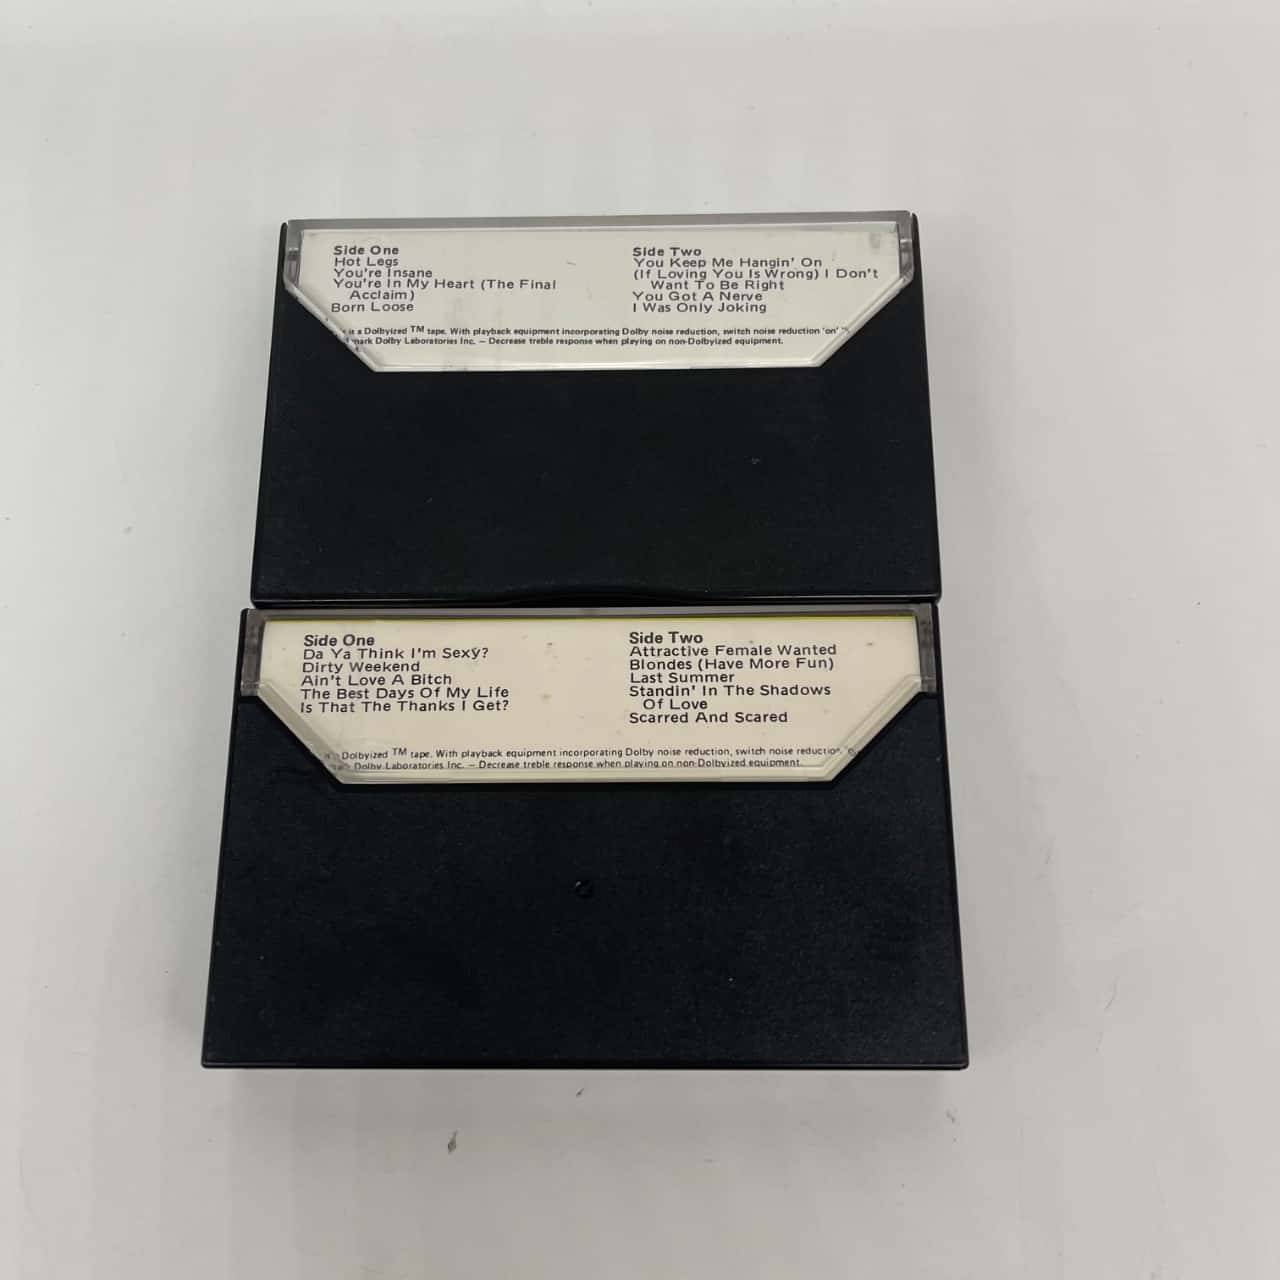 Side One
Hot Legs
You're Insane
You're In My Heart (The Final
Acclaim)
Born Loose
Side Two
You Keep Me Hangin' On
(If Loving You Is Wrong) I Don't
Want To Be Right
You Got A Nerve
I Was Only Joking
is a Dolbyized TM tape. With playback equipment incorporating Dolby noise reduction, switch noise reduction 'on'
mark Dolby Laboratories Inc. — Decrease treble response when playing on non-Dolbyized equipment.
Side One
Da Ya Think I'm Sexy?
Dirty Weekend
Ain't Love A Bitch
The Best Days Of My Life
Is That The Thanks I Get?
Side Two
Attractive Female Wanted
Blondes (Have More Fun)
Last Summer
Standin' In The Shadows
Of Love
Scarred And Scared
Dolbyized TM tape. With playback equipment incorporating Dolby noise reduction, switch noise reduction
Dolby Laboratories Inc. — Decrease treble response when playing on non-Dolbyized equipment.